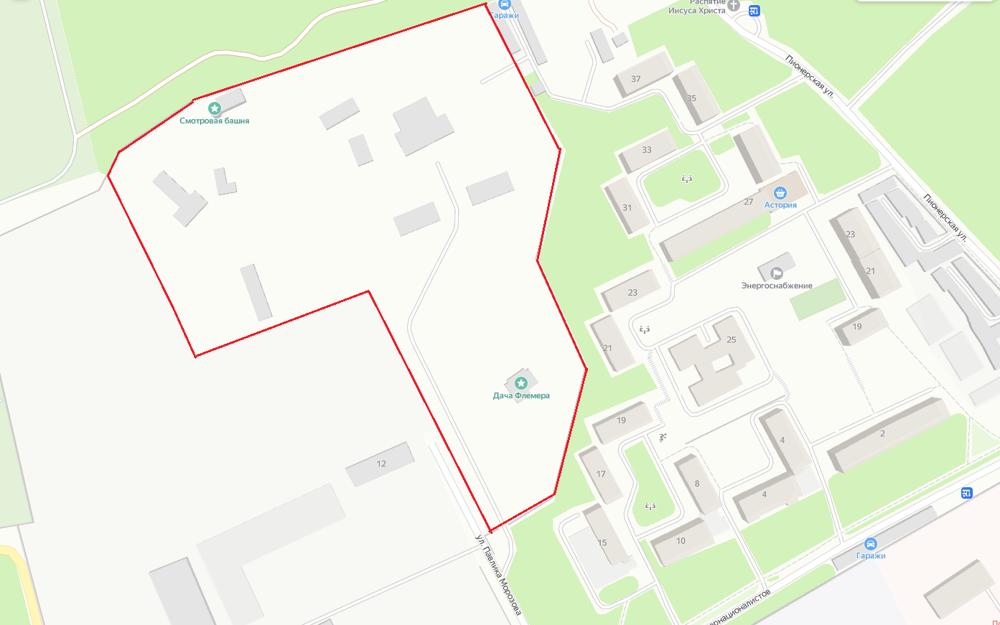 Распятие
Иисуса Христа
Гаражи
Пионерская ул.
37
35
Смотровая башня
33
27
Астория
31
Пионерская ул.
23
21
Энергоснабжение
23
19
25
21
Дача Флемера
19
2
4
12
17
8
4
15
10
Гаражи
ул. Павлика Морозова
рнационалистов